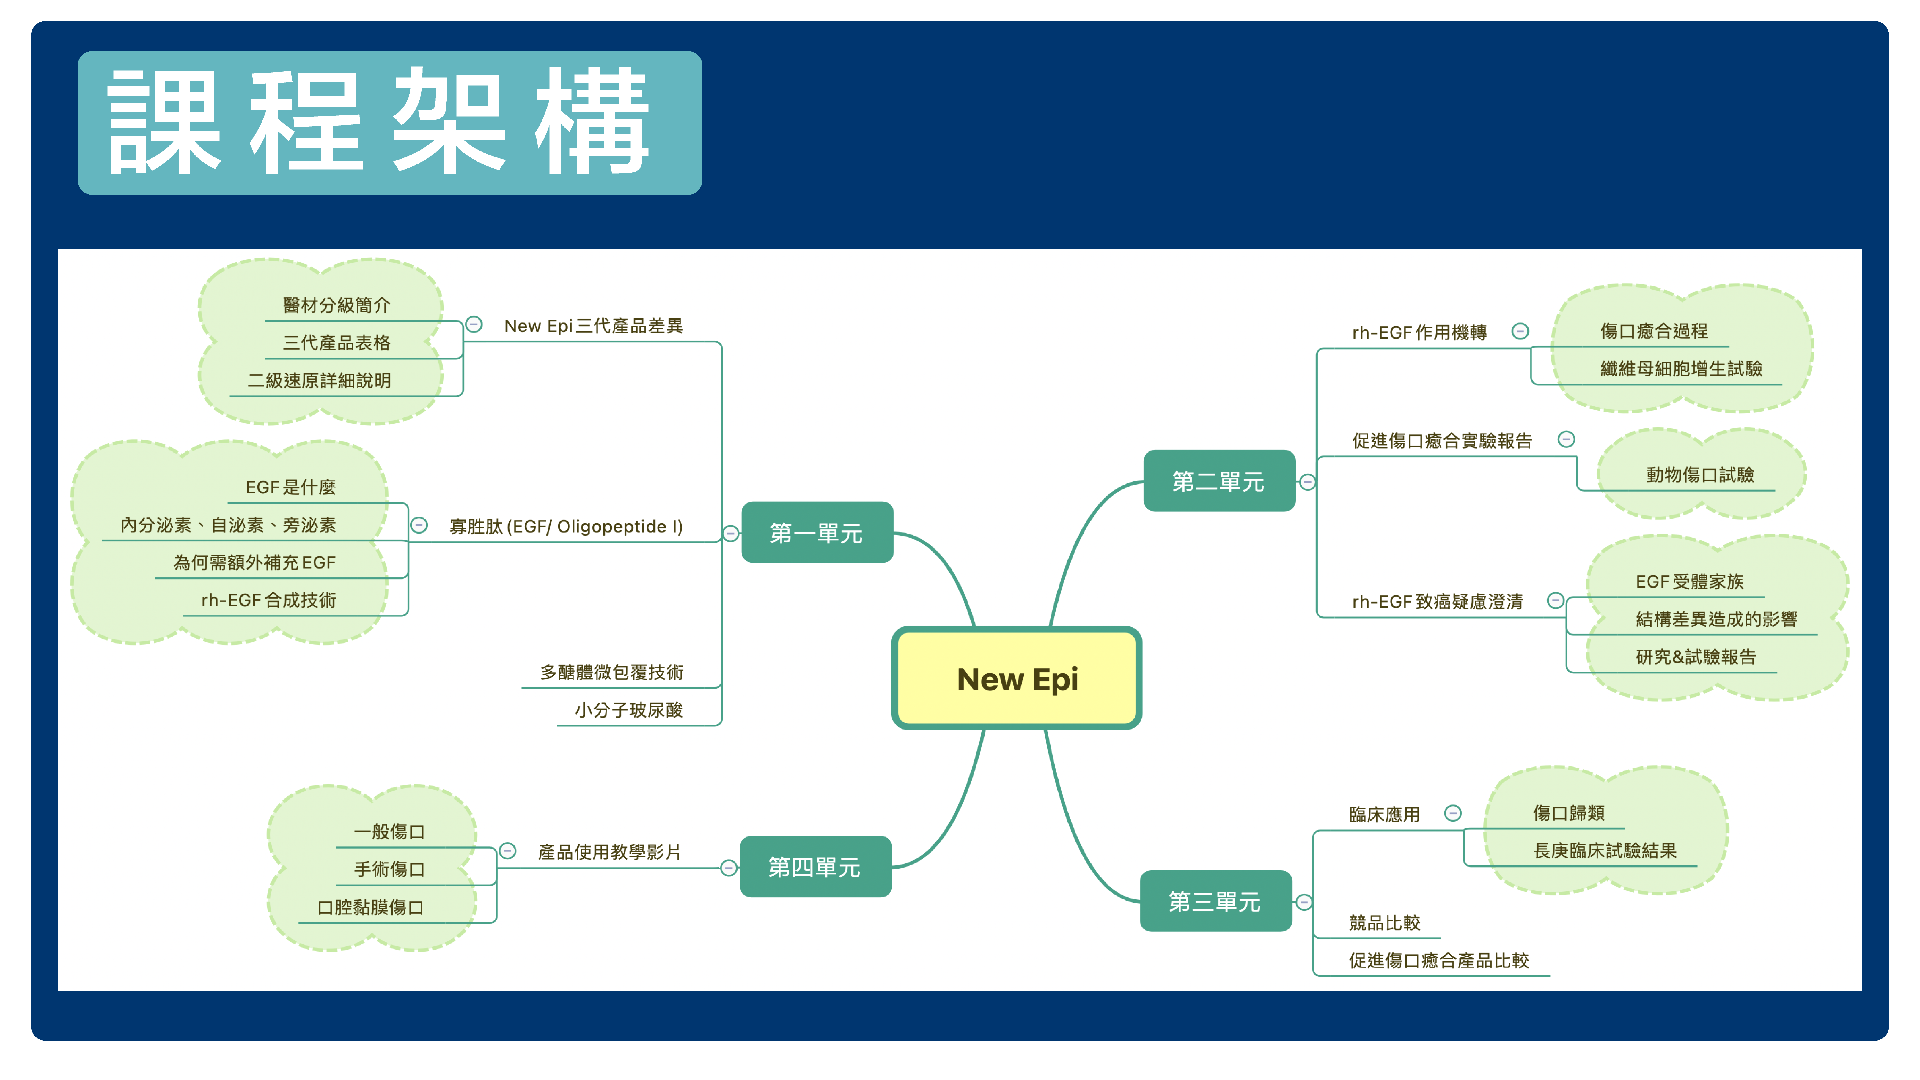 課程架構
New Epi
第一單元
New Epi三代產品差異
醫材分級簡介
三代產品表格
二級速原詳細說明
寡胜肽(EGF/ Oligopeptide I)
EGF是什麼
內分泌素、自泌素、旁泌素
為何需額外補充EGF
rh-EGF合成技術
多醣體微包覆技術
小分子玻尿酸
第二單元
rh-EGF作用機轉
傷口癒合過程
纖維母細胞增生試驗
促進傷口癒合實驗報告
動物傷口試驗
rh-EGF致癌疑慮澄清
EGF受體家族
結構差異造成的影響
研究&試驗報告
第三單元
臨床應用
傷口歸類
長庚臨床試驗結果
競品比較
促進傷口癒合產品比較
第四單元
產品使用教學影片
一般傷口
手術傷口
口腔黏膜傷口